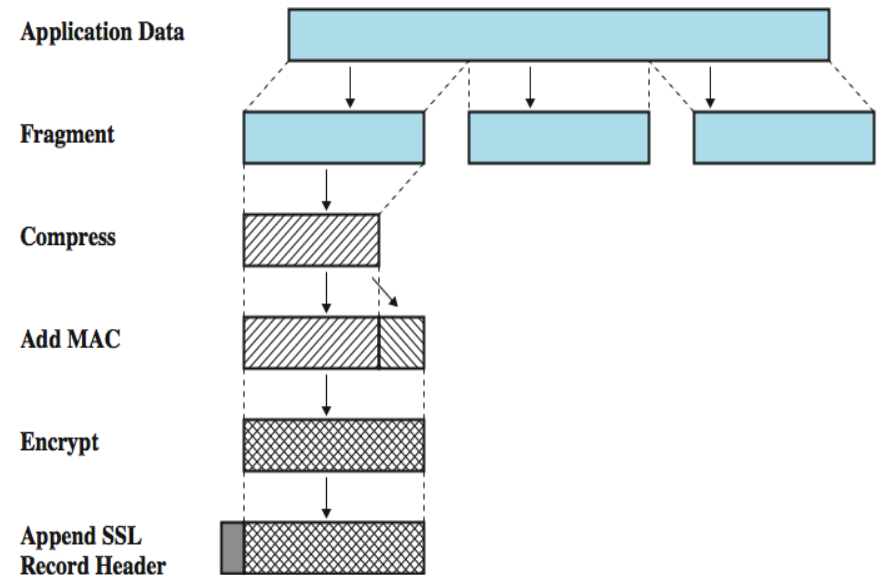 Application Data
Fragment
Compress
Add MAC
Encrypt
Append SSL
Record Header